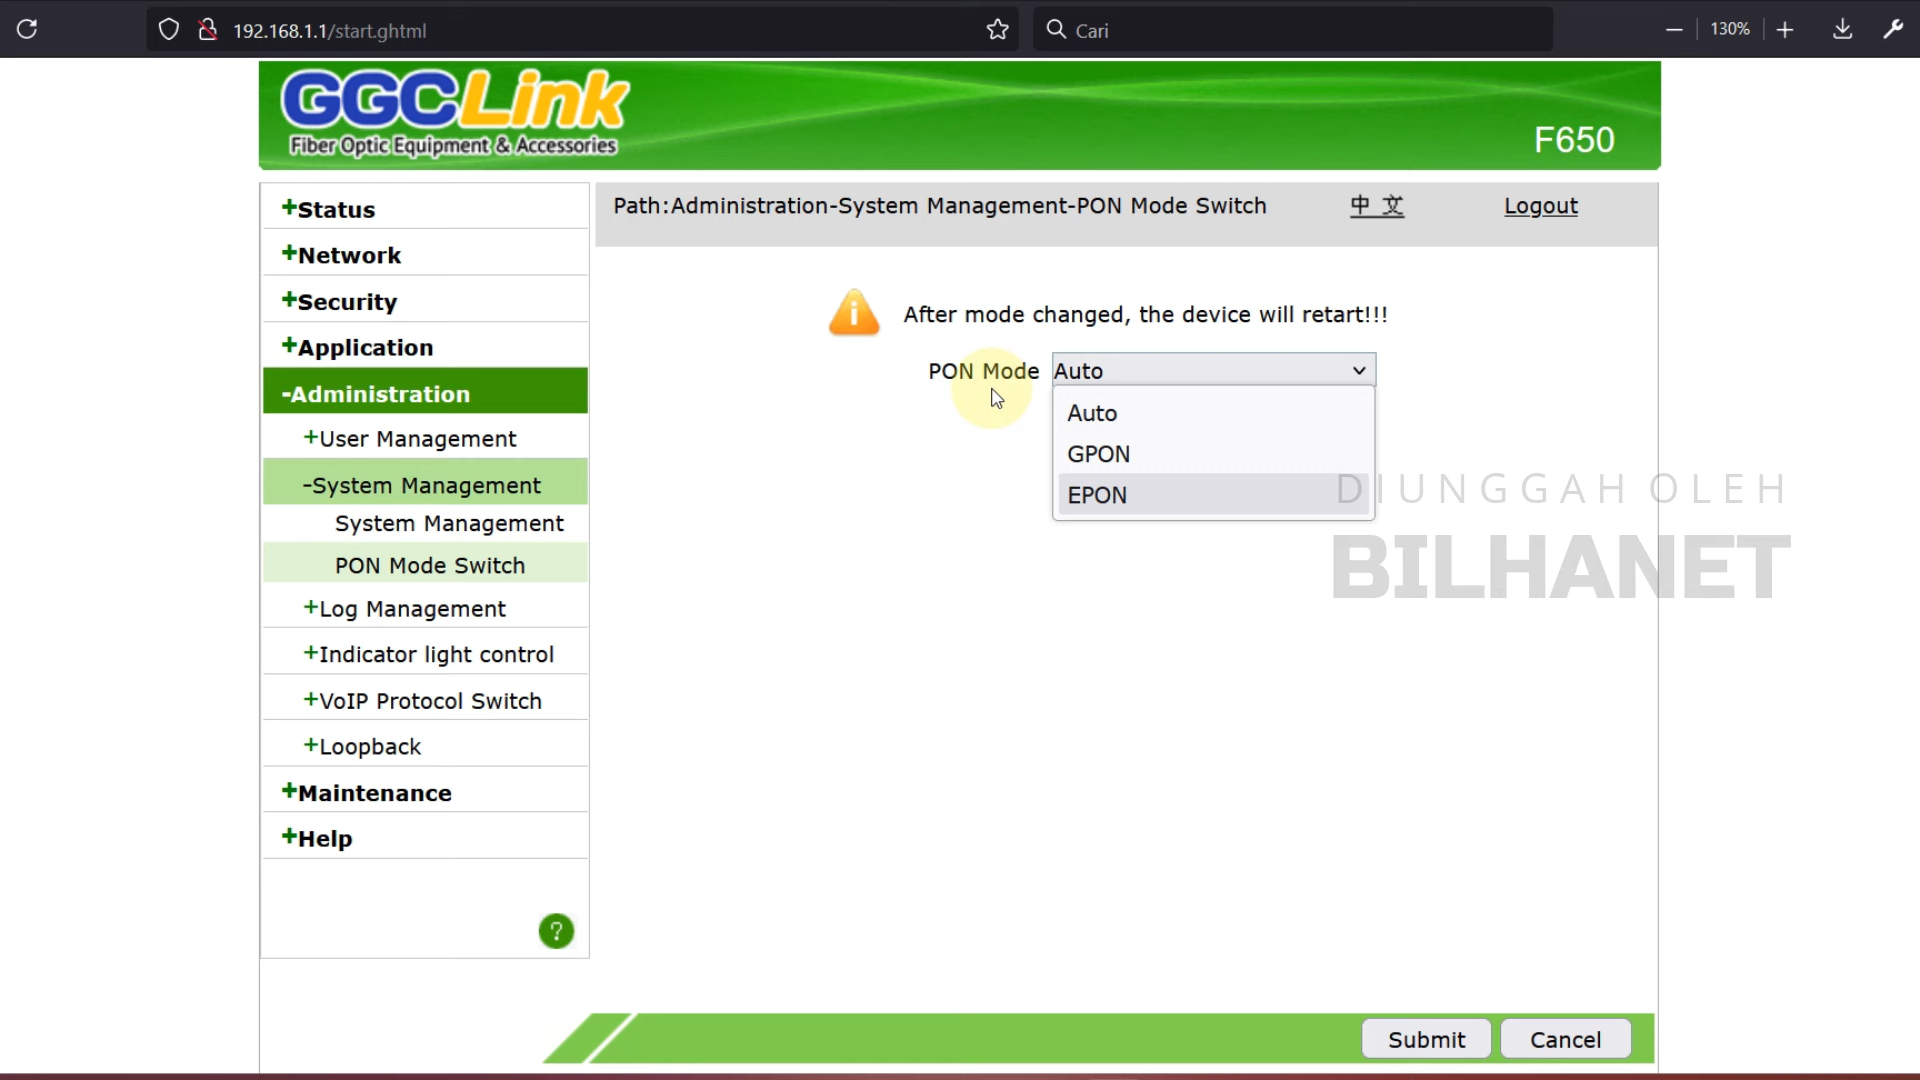 192.168.1.1/start.ghtml
Cari
130%
GGCLink
Fiber Optic Equipment & Accessories
F650
+Status
+Network
+Security
+Application
-Administration
+User Management
-System Management
System Management
PON Mode Switch
+Log Management
+Indicator light control
+VoIP Protocol Switch
+Loopback
+Maintenance
+Help
?
Path:Administration-System Management-PON Mode Switch
中 文
Logout
After mode changed, the device will retart!!!
PON Mode
Auto
Auto
GPON
EPON
DIUNGGAH OLEH
BILHANET
Submit
Cancel